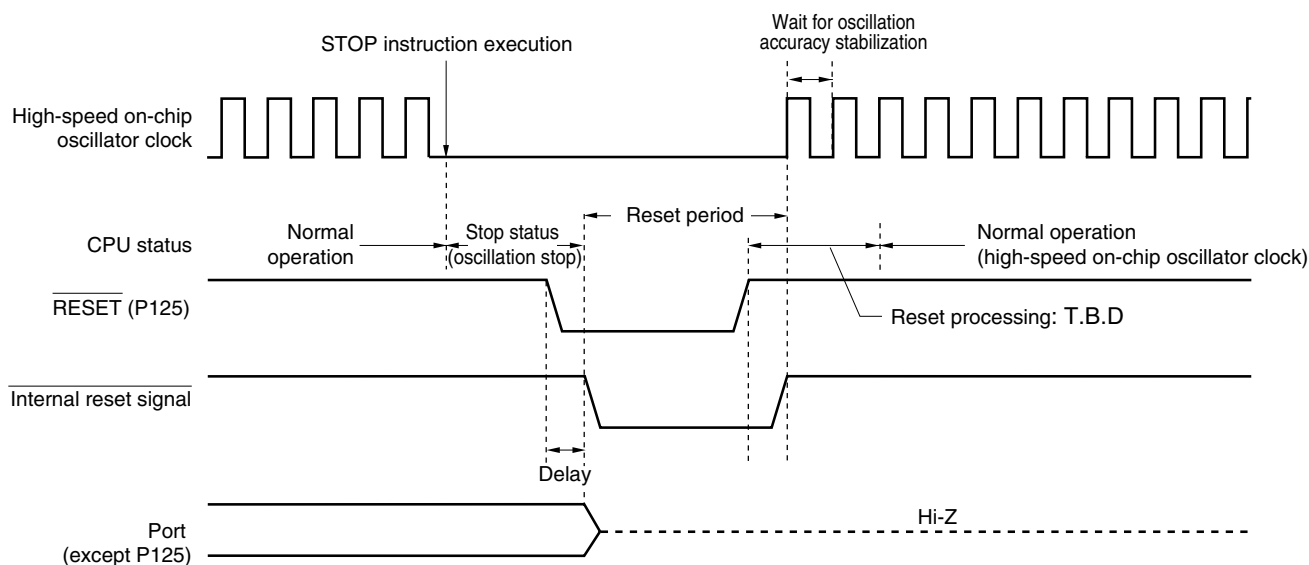 Wait for oscillation
accuracy stabilization
STOP instruction execution
High-speed on-chip
oscillator clock
Reset period
CPU status
Normal
operation
Stop status
(oscillation stop)
Normal operation
(high-speed on-chip oscillator clock)
RESET (P125)
Reset processing: T.B.D
Internal reset signal
Delay
Hi-Z
Port
(except P125)